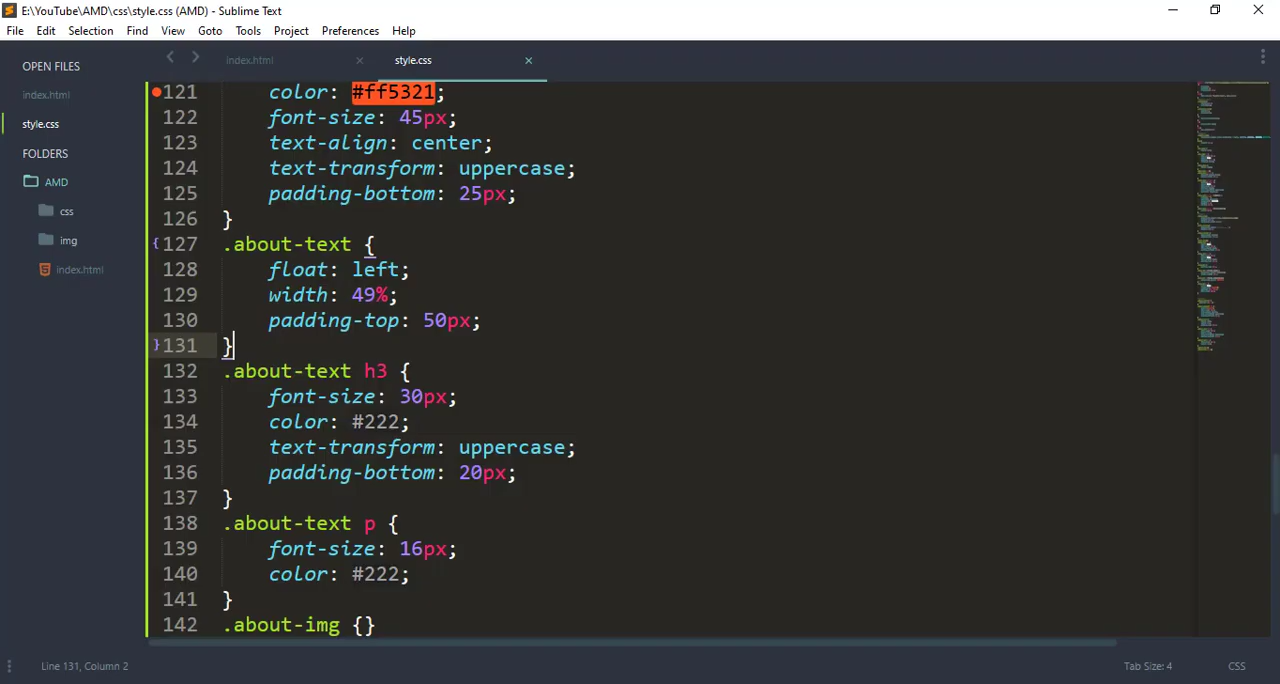 E:\YouTube\AMD\css\style.css (AMD) - Sublime Text
File Edit Selection Find View Goto Tools Project Preferences Help
OPEN FILES
index.html
style.css
FOLDERS
AMD
css
img
index.html
index.html
style.css
121 color: #ff5321;
122 font-size: 45px;
123 text-align: center;
124 text-transform: uppercase;
125 padding-bottom: 25px;
126 }
127 .about-text {
128 float: left;
129 width: 49%;
130 padding-top: 50px;
131 }
132 .about-text h3 {
133 font-size: 30px;
134 color: #222;
135 text-transform: uppercase;
136 padding-bottom: 20px;
137 }
138 .about-text p {
139 font-size: 16px;
140 color: #222;
141 }
142 .about-img {}
Line 131, Column 2
Tab Size: 4
CSS